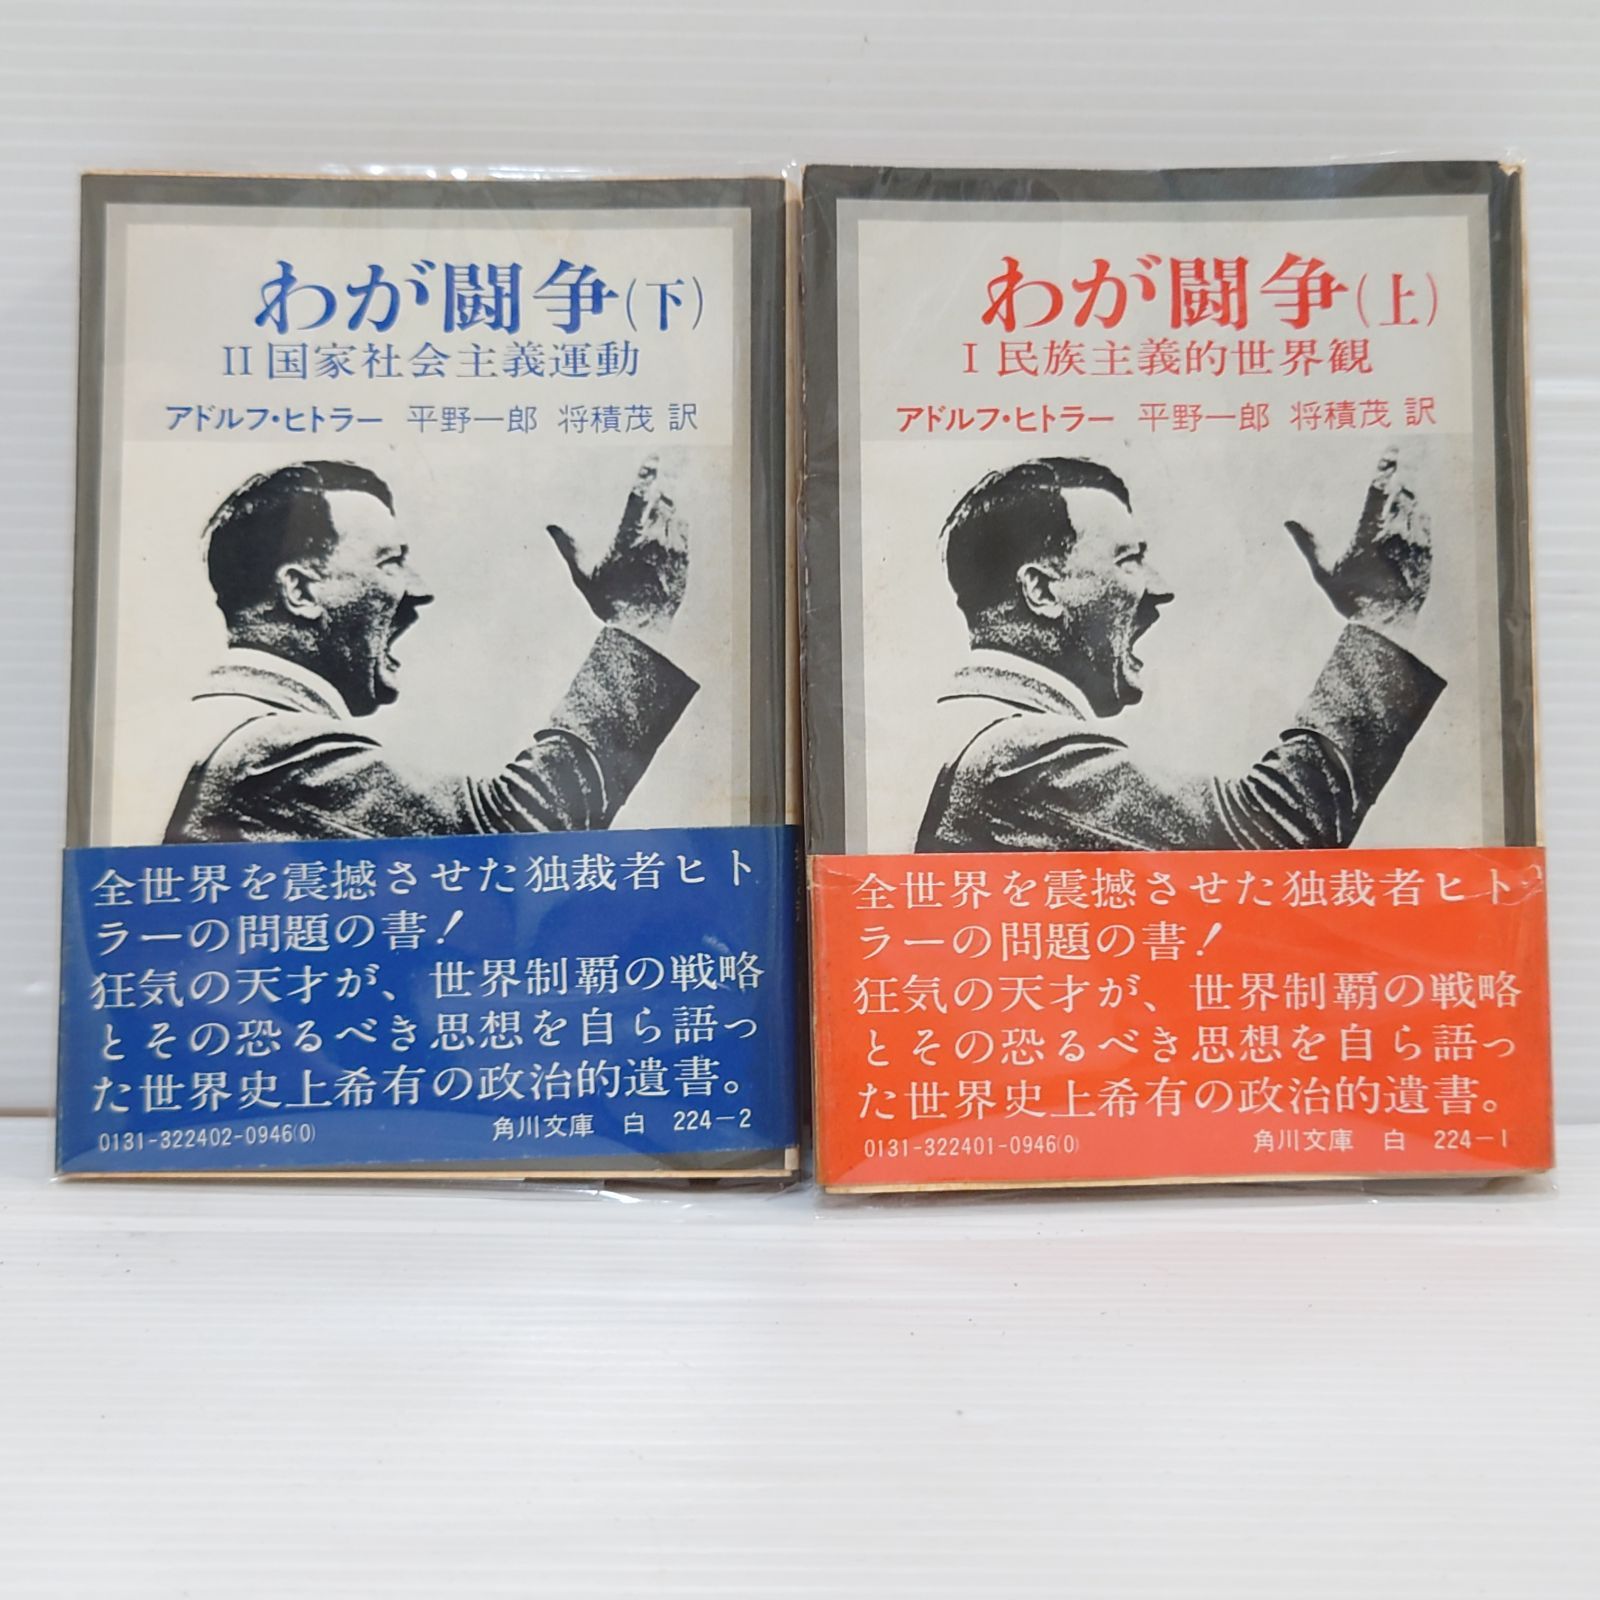 わが闘争(下)
II 国家社会主義運動
アドルフ・ヒトラー 平野一郎 将積茂 訳
全世界を震撼させた独裁者ヒト
ラーの問題の書!
狂気の天才が、世界制覇の戦略
とその恐るべき思想を自ら語っ
た世界史上希有の政治的遺書。
0131-322402-0946(0) 角川文庫 白 224-2
わが闘争(上)
I 民族主義的世界観
アドルフ・ヒトラー 平野一郎 将積茂 訳
全世界を震撼させた独裁者ヒト
ラーの問題の書!
狂気の天才が、世界制覇の戦略
とその恐るべき思想を自ら語っ
た世界史上希有の政治的遺書。
0131-322401-0946(0) 角川文庫 白 224-1